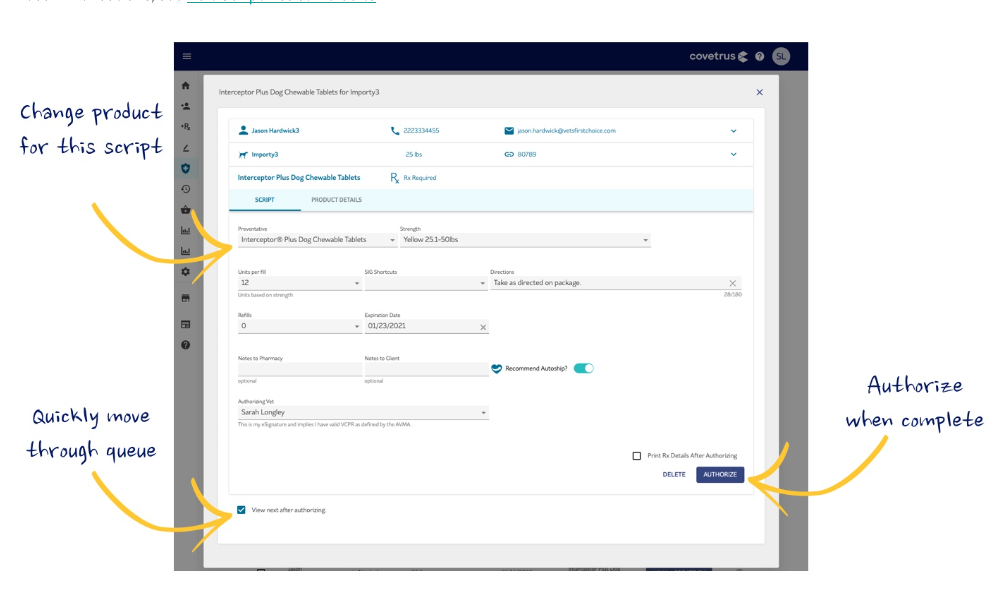 covetrus
SL
Interceptor Plus Dog Chewable Tablets for Importy3
Change product
for this script
Jason Hardwick3 2223334455 jason.hardwick@vetsfirstchoice.com
Importy3 25 lbs 80789
Interceptor Plus Dog Chewable Tablets Rx Rx Required
SCRIPT PRODUCT DETAILS
Preventative Strength
Interceptor® Plus Dog Chewable Tablets Yellow 25.1-50lbs
Units per fill SIG Shortcuts Directions
12 Take as directed on package.
Units based on strength 28/180
Refills Expiration Date
0 01/23/2021
Notes to Pharmacy Notes to Client
Recommend Autoship?
optional optional
Authorizing Vet
Sarah Longley
This is my eSignature and implies I have valid VCPR as defined by the AVMA
Quickly move
through queue
Authorize
when complete
Print Rx Details After Authorizing
DELETE AUTHORIZE
View next after authorizing.